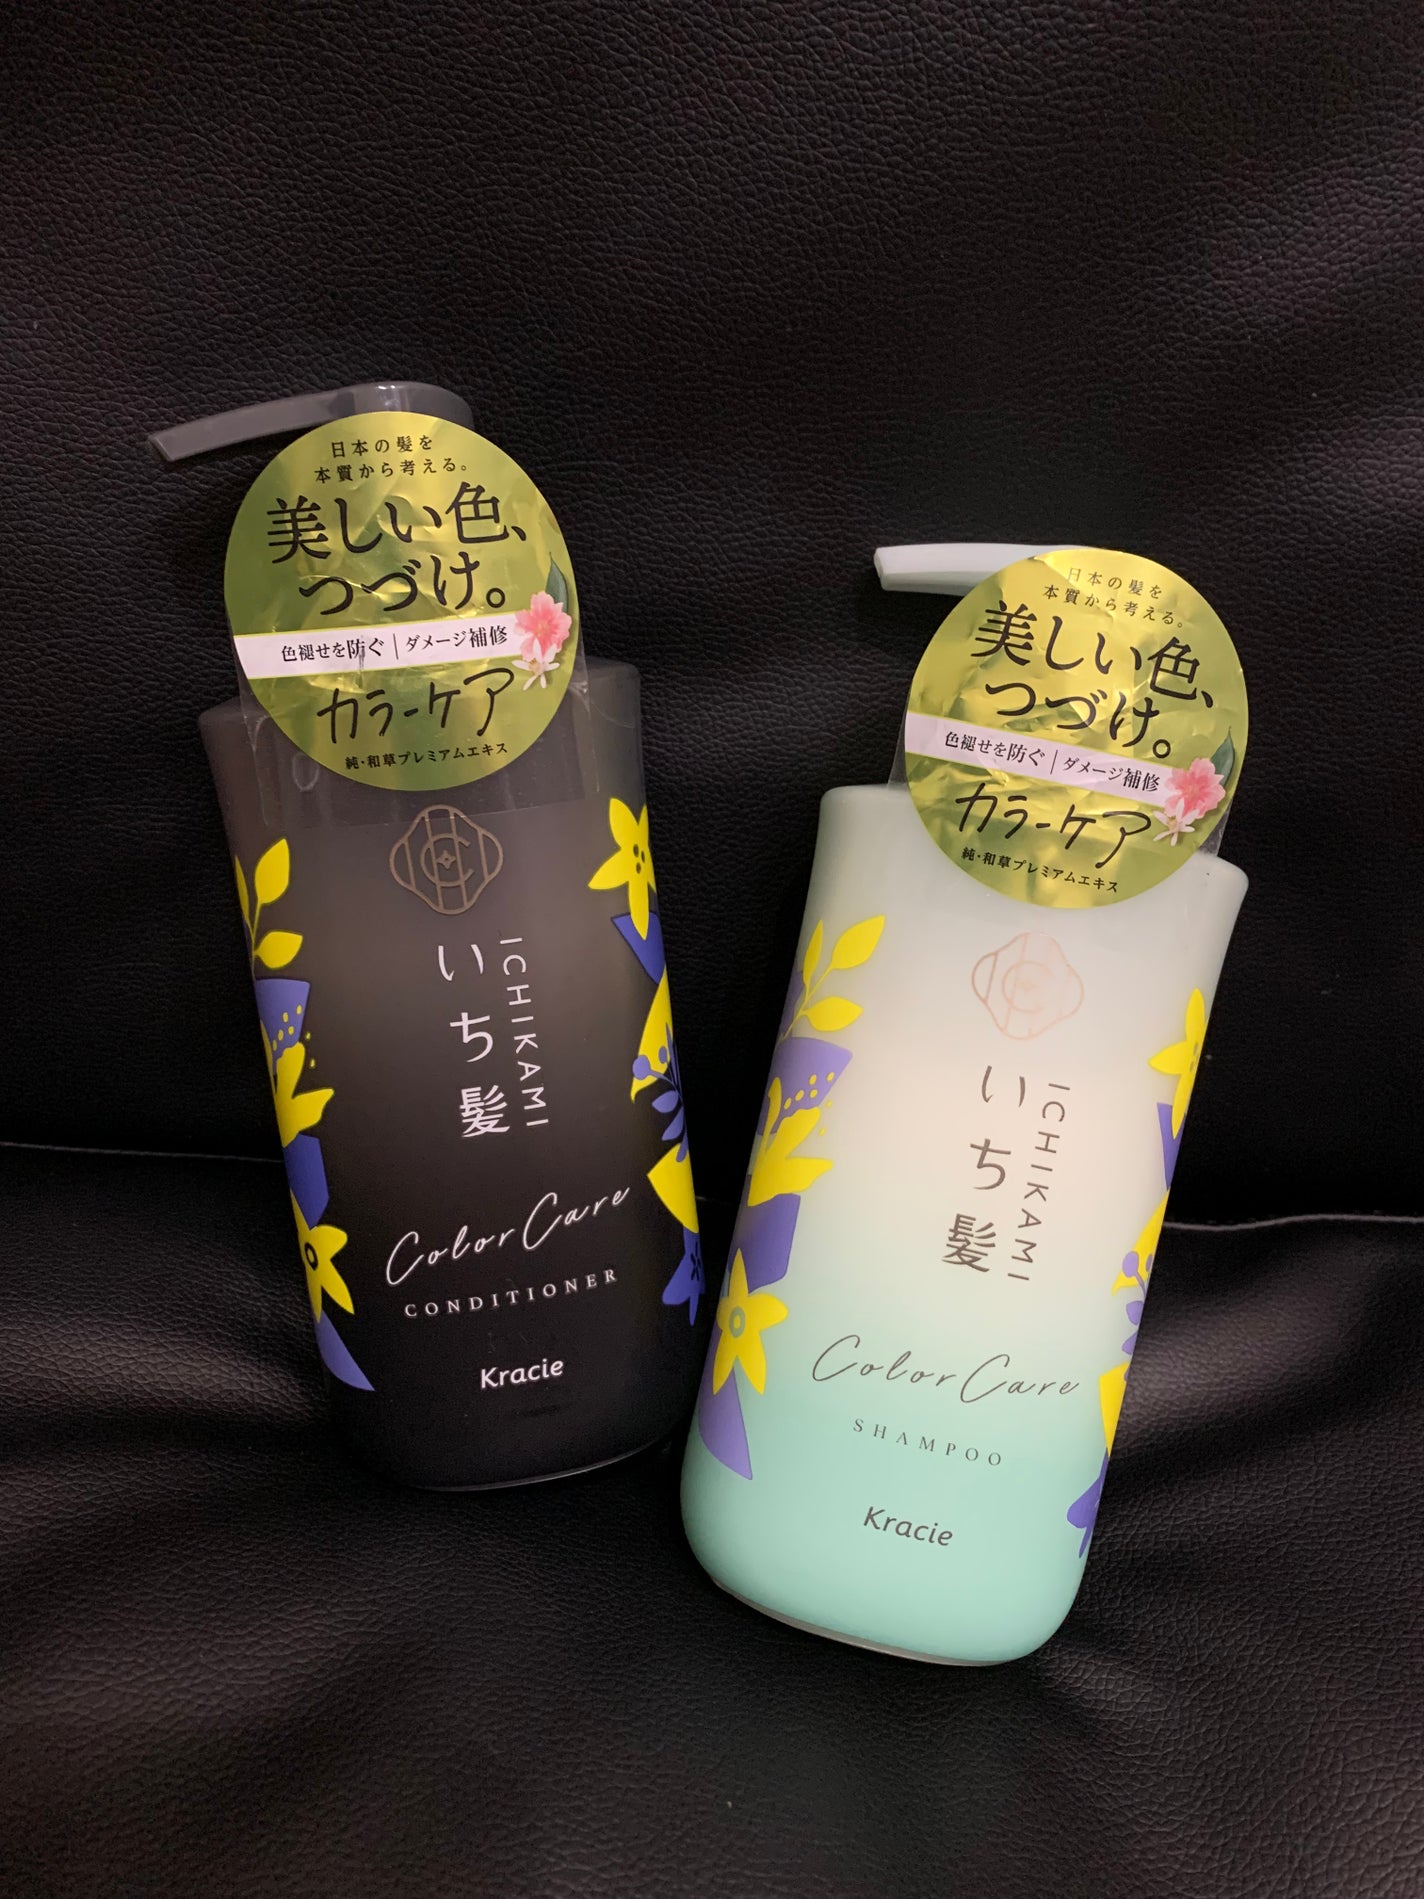 日本の髪を
本質から考える。
美しい色、
つづけ。
色褪せを防ぐ|ダメージ補修
カラーケア
純・和草プレミアムエキス
いち髪
ICHIKAMI
Color Care
CONDITIONER
Kracie
日本の髪を
本質から考える。
美しい色、
つづけ。
色褪せを防ぐ|ダメージ補修
カラーケア
純・和草プレミアムエキス
いち髪
ICHIKAMI
Color Care
SHAMPOO
Kracie